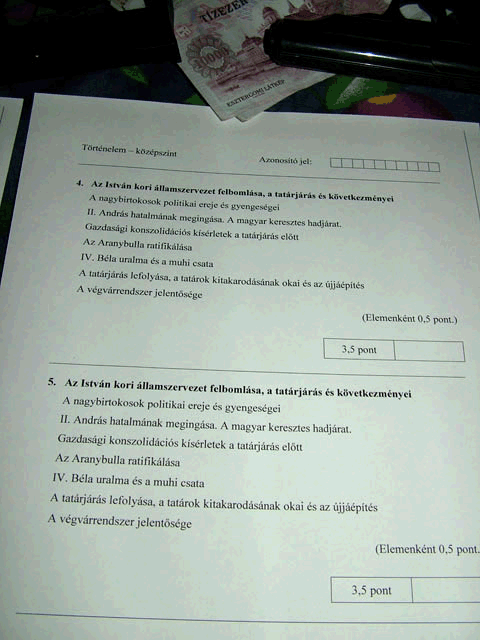 TÍZEZER
ESZTERGOMI LÁTKÉP
Történelem – középszint
Azonosító jel:
4. Az István kori államszervezet felbomlása, a tatárjárás és következményei
A nagybirtokosok politikai ereje és gyengeségei
II. András hatalmának megingása. A magyar keresztes hadjárat.
Gazdasági konszolidációs kísérletek a tatárjárás előtt
Az Aranybulla ratifikálása
IV. Béla uralma és a muhi csata
A tatárjárás lefolyása, a tatárok kitakarodásának okai és az újjáépítés
A végvárrendszer jelentősége
(Elemenként 0,5 pont.)
3,5 pont
5. Az István kori államszervezet felbomlása, a tatárjárás és következményei
A nagybirtokosok politikai ereje és gyengeségei
II. András hatalmának megingása. A magyar keresztes hadjárat.
Gazdasági konszolidációs kísérletek a tatárjárás előtt
Az Aranybulla ratifikálása
IV. Béla uralma és a muhi csata
A tatárjárás lefolyása, a tatárok kitakarodásának okai és az újjáépítés
A végvárrendszer jelentősége
(Elemenként 0,5 pont.
3,5 pont